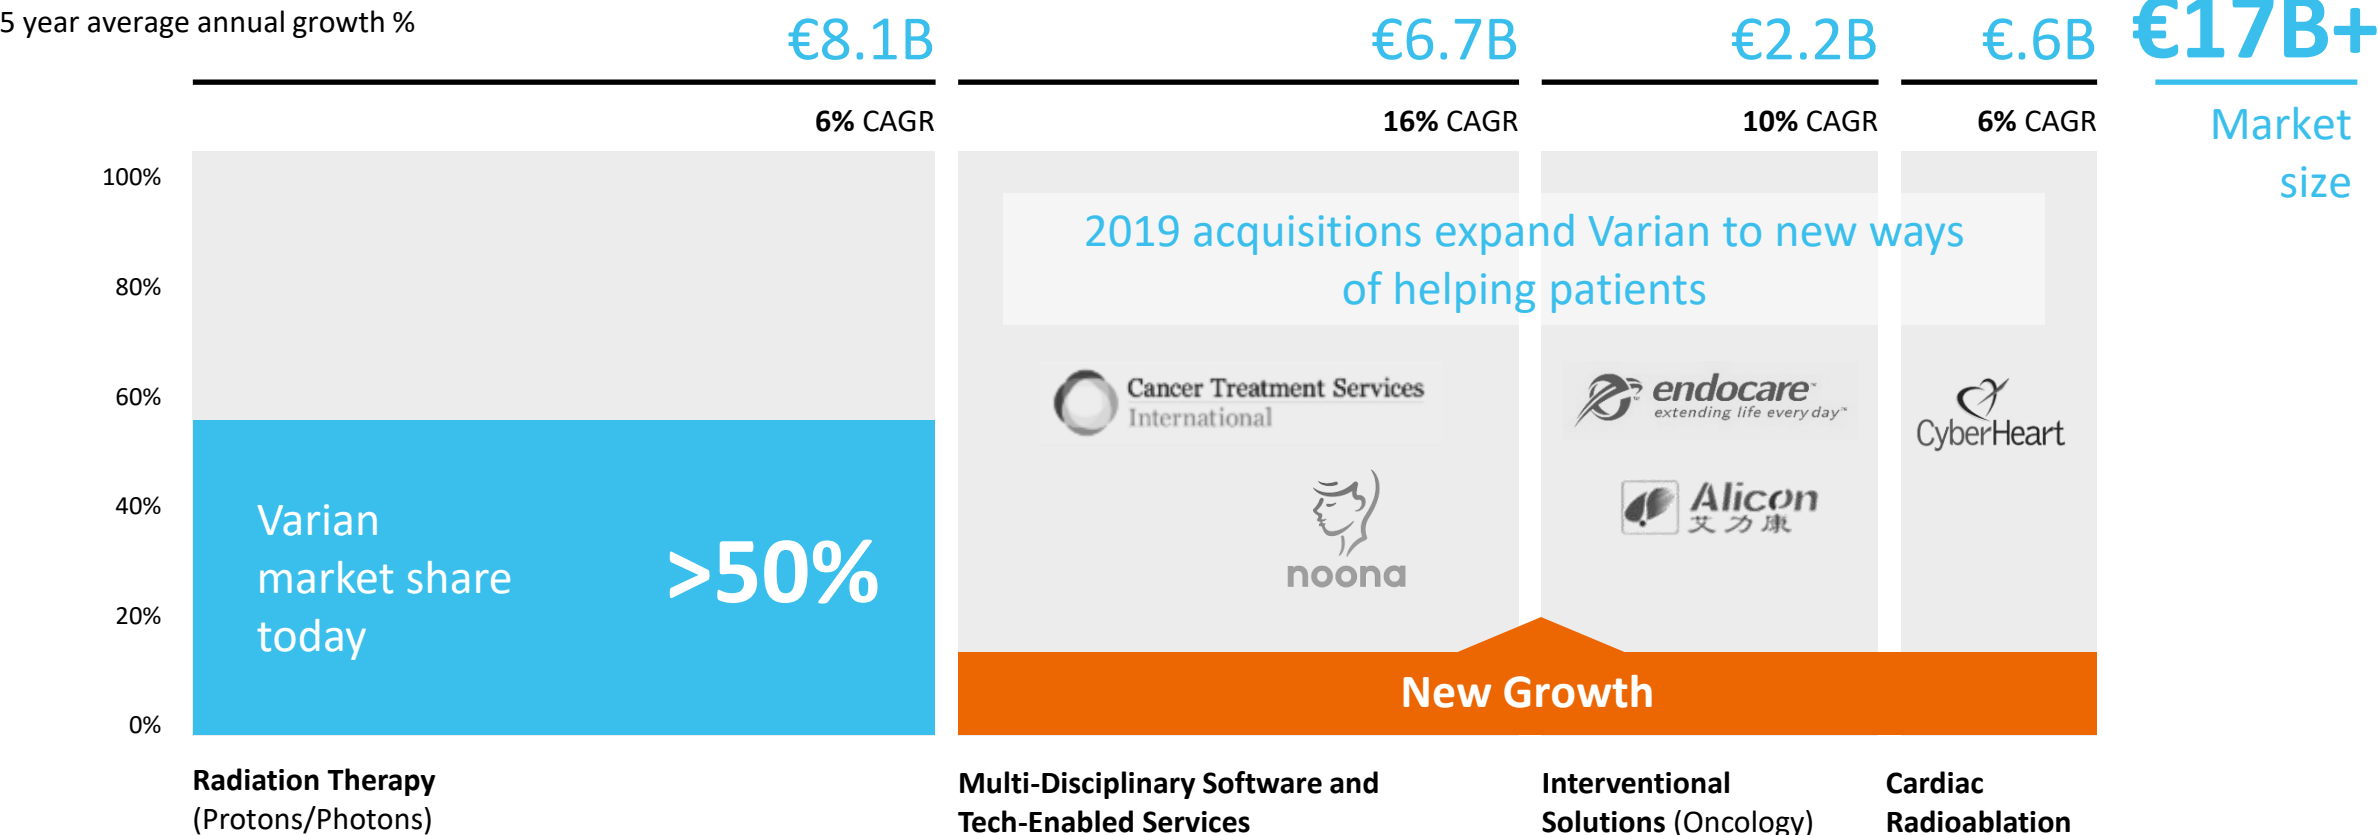 5 year average annual growth %
€8.1B
€6.7B
€2.2B
€.6B
€17B+
6% CAGR
16% CAGR
10% CAGR
6% CAGR
Market
size
100%
80%
60%
40%
20%
0%
2019 acquisitions expand Varian to new ways
of helping patients
Cancer Treatment Services
International
endocare™
extending life every day™
CyberHeart
noona
Alicon
艾力康
Varian
market share
today
>50%
New Growth
Radiation Therapy
(Protons/Photons)
Multi-Disciplinary Software and
Tech-Enabled Services
Interventional
Solutions (Oncology)
Cardiac
Radioablation